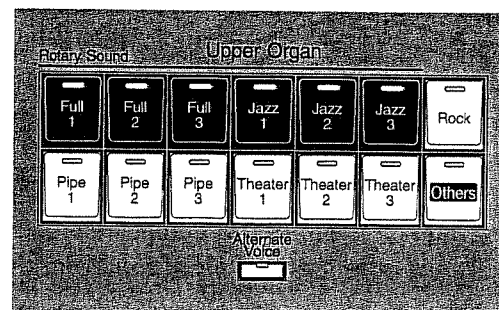 Upper Organ
Rotary Sound
Full 1
Full 2
Full 3
Jazz 1
Jazz 2
Jazz 3
Rock
Pipe 1
Pipe 2
Pipe 3
Theater 1
Theater 2
Theater 3
Others
Alternate
Voice